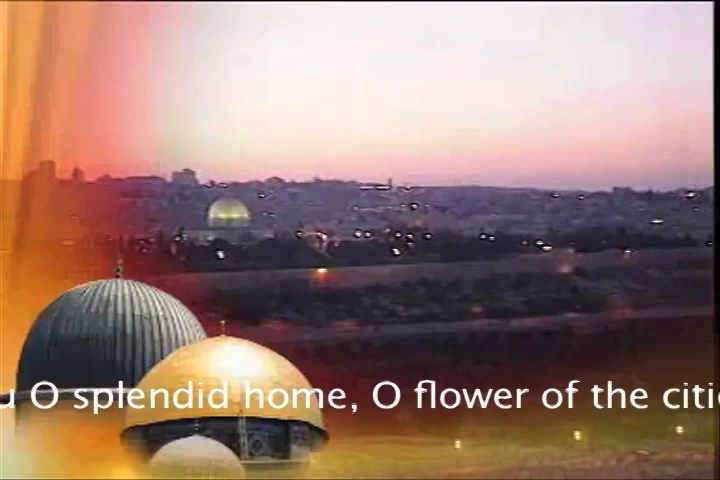 u O splendid home, O flower of the citie